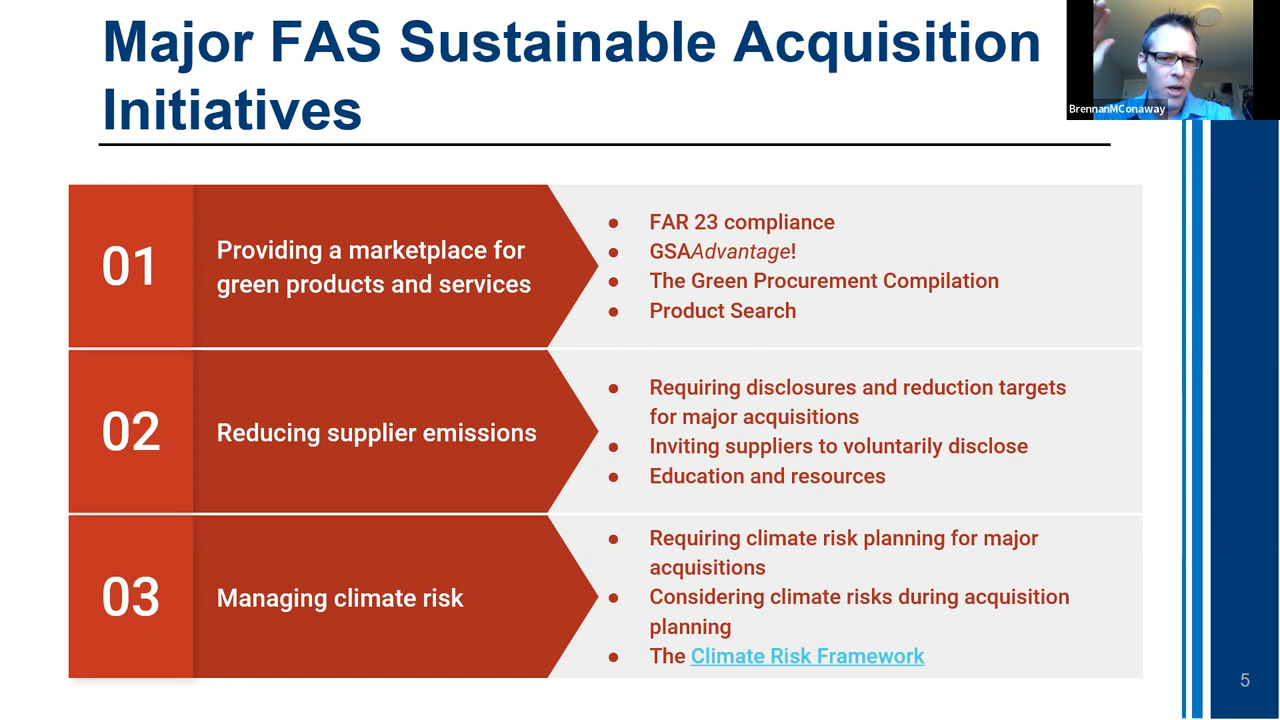 Major FAS Sustainable Acquisition
Initiatives
BrennanMConaway
01
Providing a marketplace for
green products and services
● FAR 23 compliance
● GSAAdvantage!
● The Green Procurement Compilation
● Product Search
02
Reducing supplier emissions
● Requiring disclosures and reduction targets
for major acquisitions
● Inviting suppliers to voluntarily disclose
● Education and resources
03
Managing climate risk
● Requiring climate risk planning for major
acquisitions
● Considering climate risks during acquisition
planning
● The Climate Risk Framework
5